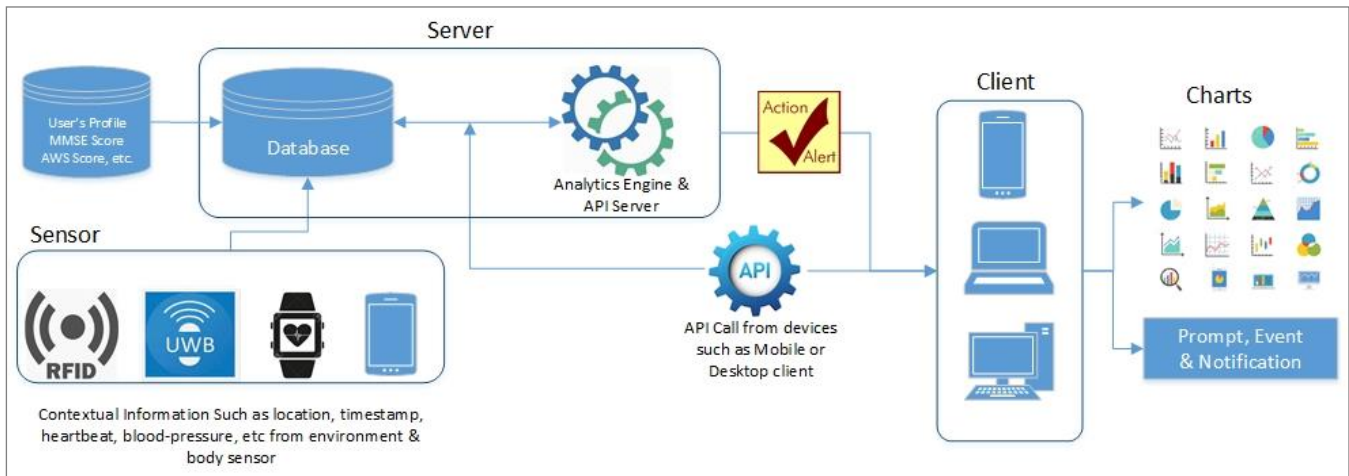 Server
User's Profile
MMSE Score
AWS Score, etc.
Database
Analytics Engine &
API Server
Action
Alert
Client
Charts
Sensor
RFID
UWB
API
API Call from devices
such as Mobile or
Desktop client
Prompt, Event
& Notification
Contextual Information Such as location, timestamp,
heartbeat, blood-pressure, etc from environment &
body sensor